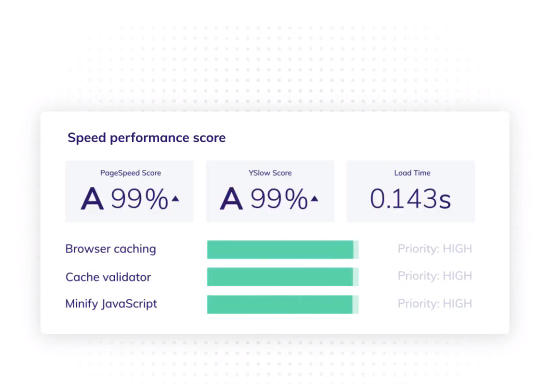 Speed performance score
PageSpeed Score
YSlow Score
Load Time
A 99%
A 99%
0.143s
Browser caching
Priority: HIGH
Cache validator
Priority: HIGH
Minify JavaScript
Priority: HIGH